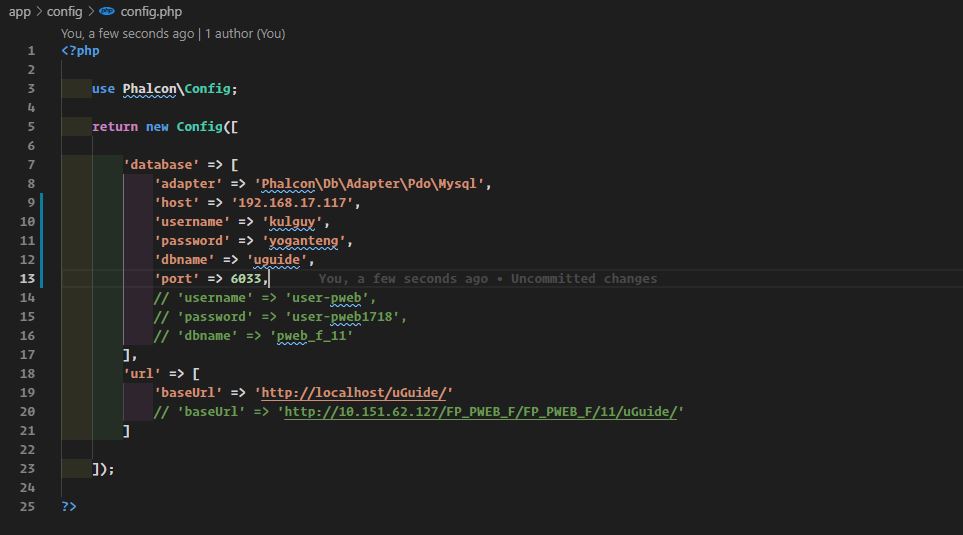 app > config > php config.php
You, a few seconds ago | 1 author (You)
1 <?php
2
3 use Phalcon\Config;
4
5 return new Config([
6
7 'database' => [
8 'adapter' => 'Phalcon\Db\Adapter\Pdo\Mysql',
9 'host' => '192.168.17.117',
10 'username' => 'kulguy',
11 'password' => 'yoganteng',
12 'dbname' => 'uguide',
13 'port' => 6033, You, a few seconds ago • Uncommitted changes
14 // 'username' => 'user-pweb',
15 // 'password' => 'user-pweb1718',
16 // 'dbname' => 'pweb_f_11'
17 ],
18 'url' => [
19 'baseUrl' => 'http://localhost/uGuide/'
20 // 'baseUrl' => 'http://10.151.62.127/FP_PWEB_F/FP_PWEB_F/11/uGuide/'
21 ]
22
23 ]);
24
25 ?>